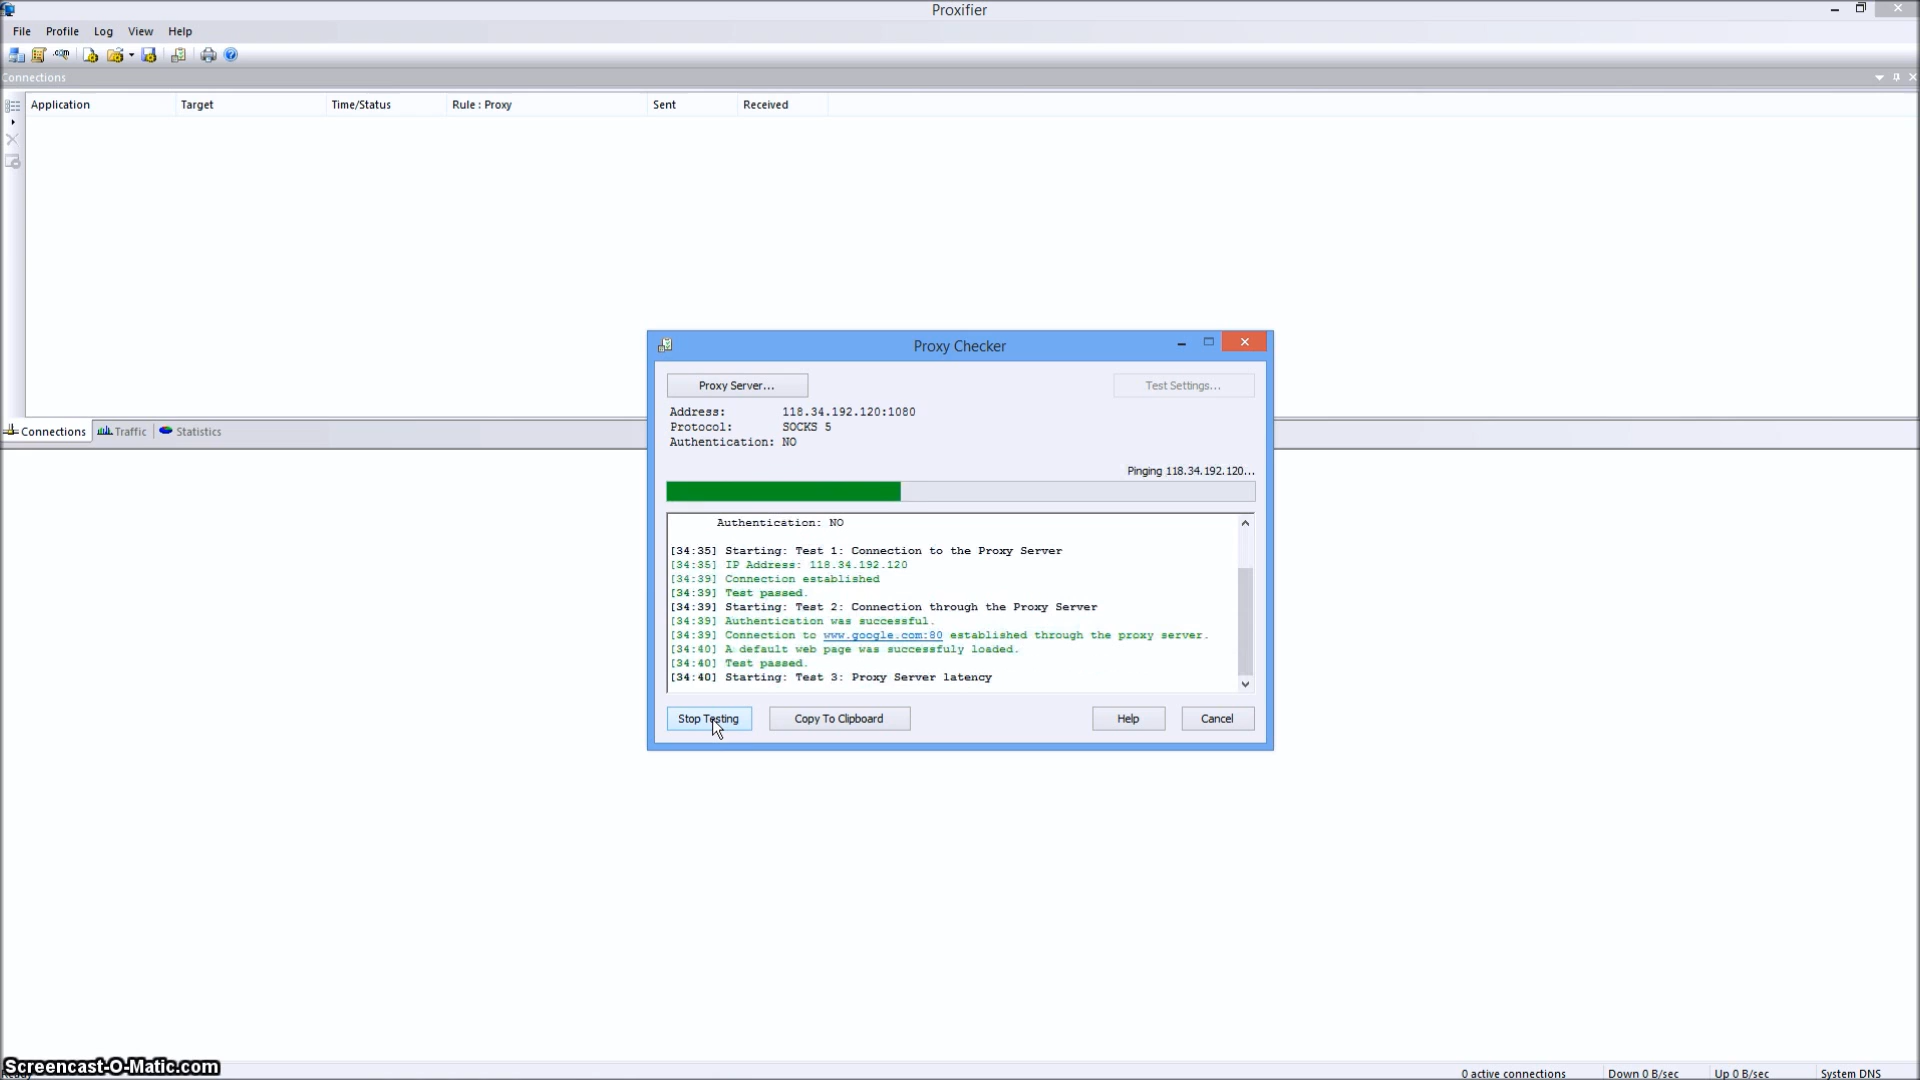 Proxifier
File Profile Log View Help
.com
Connections
Application Target Time/Status Rule : Proxy Sent Received
Connections Traffic Statistics
Proxy Checker
Proxy Server... Test Settings...
Address: 118.34.192.120:1080
Protocol: SOCKS 5
Authentication: NO
Pinging 118.34.192.120...
Authentication: NO
[34:35] Starting: Test 1: Connection to the Proxy Server
[34:35] IP Address: 118.34.192.120
[34:39] Connection established
[34:39] Test passed.
[34:39] Starting: Test 2: Connection through the Proxy Server
[34:39] Authentication was successful.
[34:39] Connection to www.google.com:80 established through the proxy server.
[34:40] A default web page was successfuly loaded.
[34:40] Test passed.
[34:40] Starting: Test 3: Proxy Server latency
Stop Testing Copy To Clipboard Help Cancel
Screencast-O-Matic.com
Ready 0 active connections Down 0 B/sec Up 0 B/sec System DNS